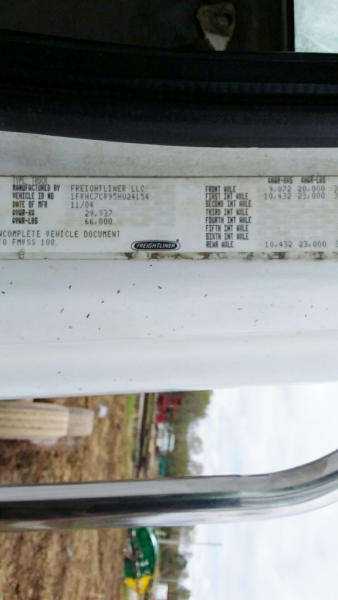 TYPE: TRUCK
MANUFACTURED BY FREIGHTLINER LLC
VEHICLE ID NO
DATE OF MFR 11/04
GVWR-KG 29,937
GVWR-LBS 66,000
INCOMPLETE VEHICLE DOCUMENT
TO FMVSS 108.
FREIGHTLINER
GAWR-KGS GAWR-LBS
FRONT AXLE 9,072 20,000
FIRST INT AXLE 10,432 23,000
SECOND INT AXLE
THIRD INT AXLE
FOURTH INT AXLE
FIFTH INT AXLE
SIXTH INT AXLE
REAR AXLE 10,432 23,000